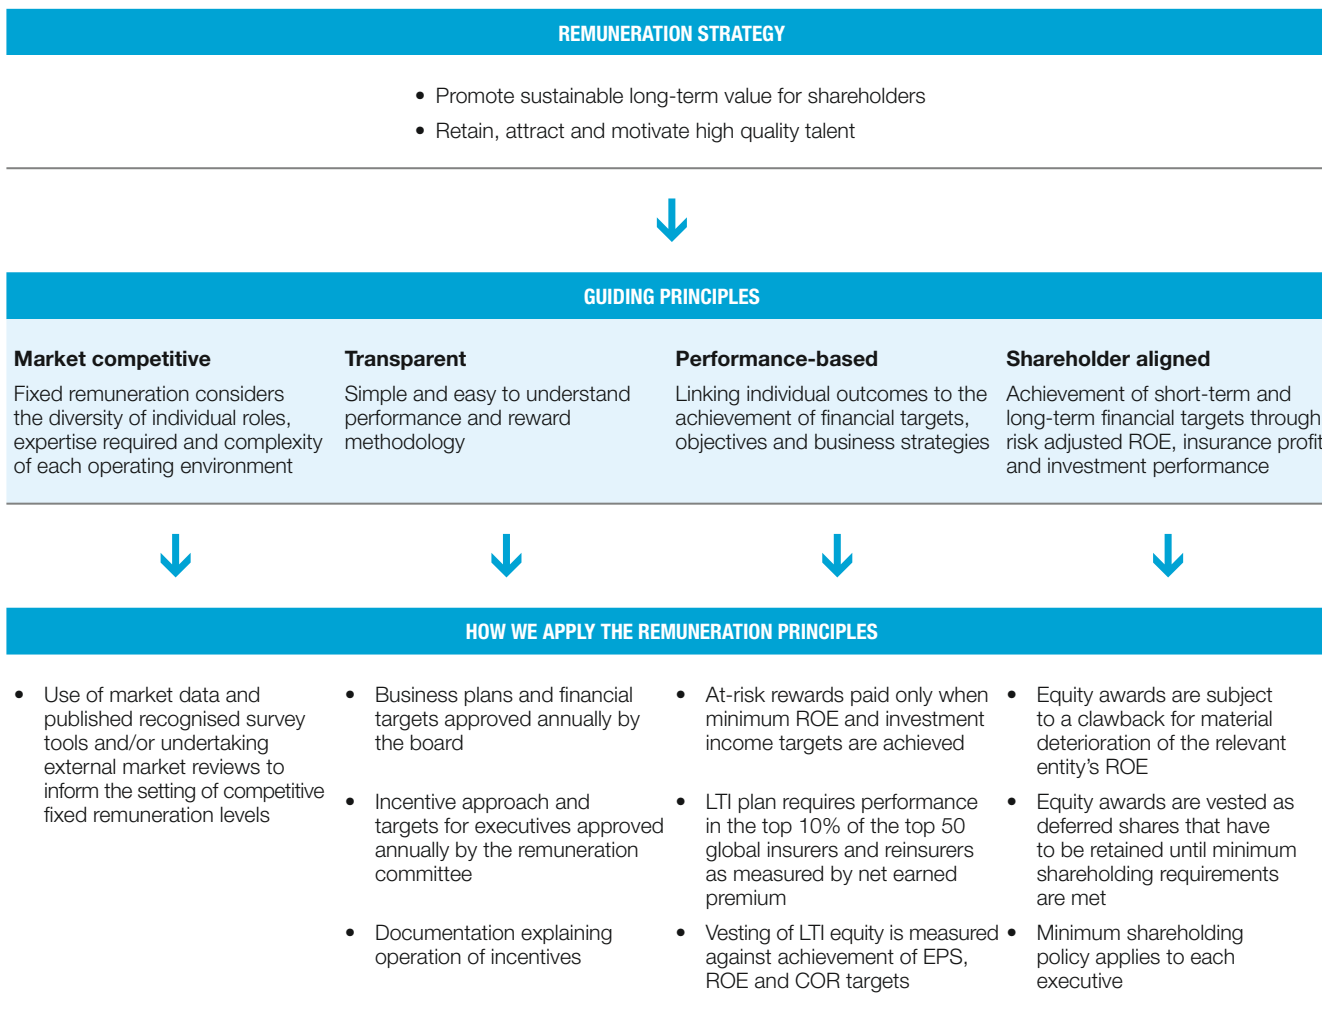 REMUNERATION STRATEGY
• Promote sustainable long-term value for shareholders
• Retain, attract and motivate high quality talent
GUIDING PRINCIPLES
Market competitive
Fixed remuneration considers
the diversity of individual roles,
expertise required and complexity
of each operating environment
Transparent
Simple and easy to understand
performance and reward
methodology
Performance-based
Linking individual outcomes to the
achievement of financial targets,
objectives and business strategies
Shareholder aligned
Achievement of short-term and
long-term financial targets through
risk adjusted ROE, insurance profit
and investment performance
HOW WE APPLY THE REMUNERATION PRINCIPLES
• Use of market data and
published recognised survey
tools and/or undertaking
external market reviews to
inform the setting of competitive
fixed remuneration levels
• Business plans and financial
targets approved annually by
the board
• Incentive approach and
targets for executives approved
annually by the remuneration
committee
• Documentation explaining
operation of incentives
• At-risk rewards paid only when
minimum ROE and investment
income targets are achieved
• LTI plan requires performance
in the top 10% of the top 50
global insurers and reinsurers
as measured by net earned
premium
• Vesting of LTI equity is measured
against achievement of EPS,
ROE and COR targets
• Equity awards are subject
to a clawback for material
deterioration of the relevant
entity's ROE
• Equity awards are vested as
deferred shares that have
to be retained until minimum
shareholding requirements
are met
• Minimum shareholding
policy applies to each
executive